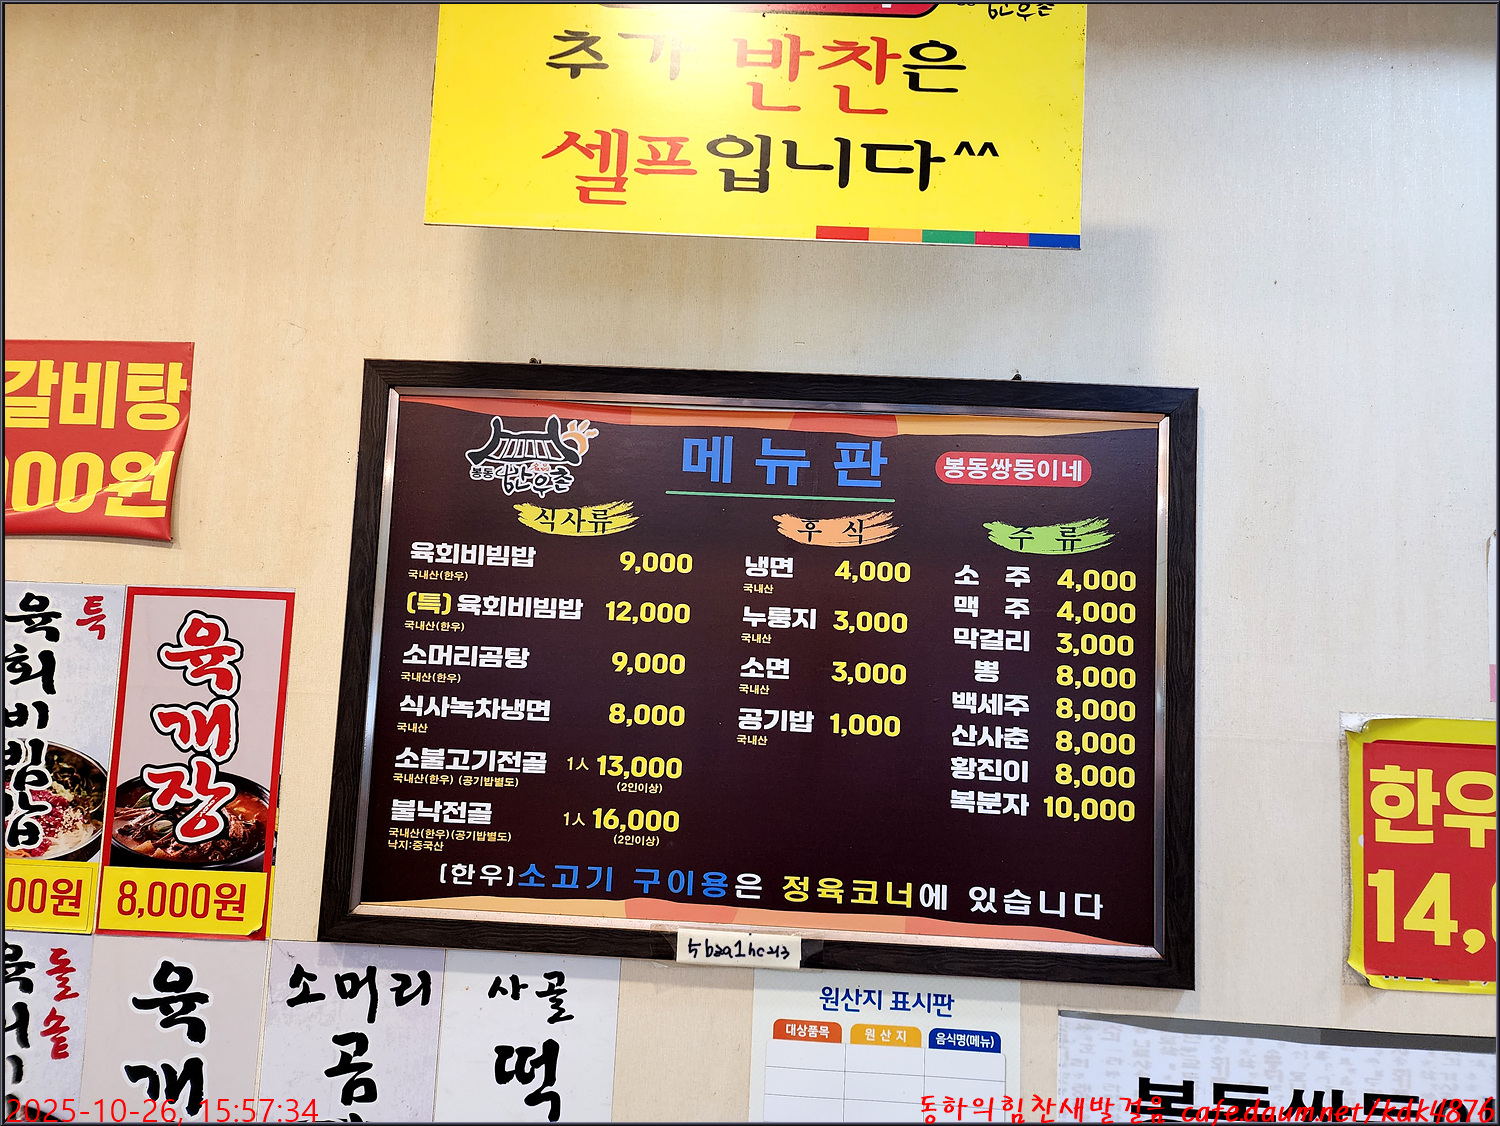 추가 반찬은
셀프입니다^^
갈비탕
000원
봉동 한우촌
메뉴판
봉동쌍둥이네
식사류
육회비빔밥 9,000
국내산(한우)
(특)육회비빔밥 12,000
국내산(한우)
소머리곰탕 9,000
국내산(한우)
식사녹차냉면 8,000
국내산
소불고기전골 1人 13,000
국내산(한우) (공기밥별도) (2인이상)
불낙전골 1人 16,000
국내산(한우)(공기밥별도) (2인이상)
낙지:중국산
후식
냉면 4,000
국내산
누룽지 3,000
국내산
소면 3,000
국내산
공기밥 1,000
국내산
주류
소주 4,000
맥주 4,000
막걸리 3,000
뽕 8,000
백세주 8,000
산사춘 8,000
황진이 8,000
복분자 10,000
(한우)소고기 구이용은 정육코너에 있습니다
육회비빔밥
특
00원
육개장
8,000원
한우
14,
돌솥
육개
소머리
곰
사골
떡
원산지 표시판
대상품목 원산지 음식명(메뉴)
봉동쌍둥
2025-10-26, 15:57:34
동하의힘찬새발걸음 cafedaum.net/kdk4876